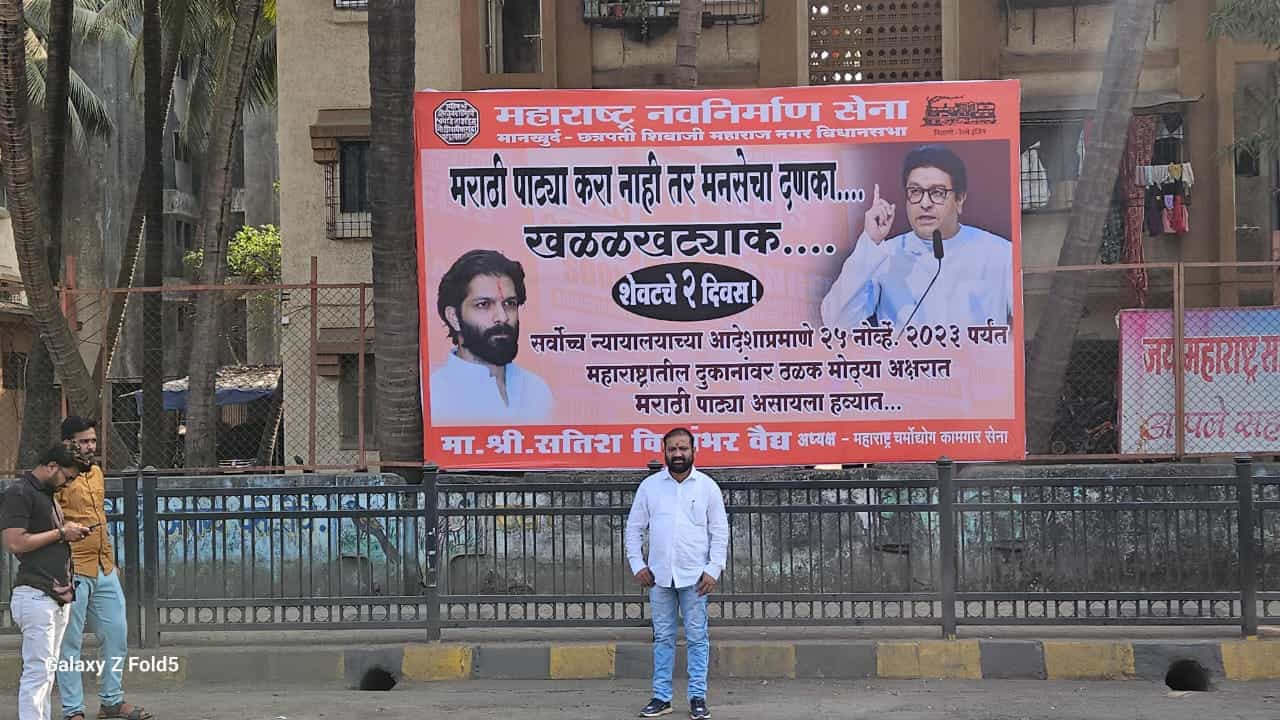 महाराष्ट्र नवनिर्माण सेना
मानखुर्द - छत्रपती शिवाजी महाराज नगर विधानसभा
निशाणी - रेल्वे इंजिन
मराठी पाट्या करा नाही तर मनसेचा दणका....
खळळखट्याक....
शेवटचे २ दिवस!
सर्वोच्च न्यायालयाच्या आदेशाप्रमाणे २५ नोव्हें. २०२३ पर्यंत
महाराष्ट्रातील दुकानांवर ठळक मोठ्या अक्षरात
मराठी पाट्या असायला हव्यात...
मा. श्री. सतिश वैद्य अध्यक्ष - महाराष्ट्र चर्मोद्योग कामगार सेना
जय महाराष्ट्र
आपले
Galaxy Z Fold5